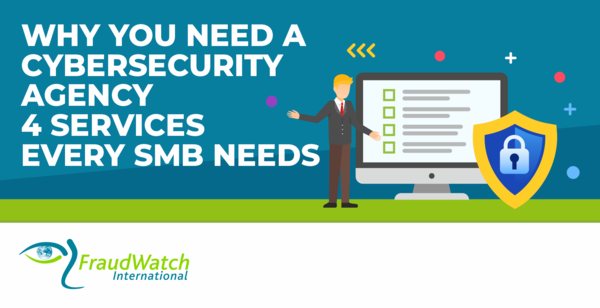 WHY YOU NEED A
CYBERSECURITY
AGENCY
4 SERVICES
EVERY SMB NEEDS
FraudWatch
International